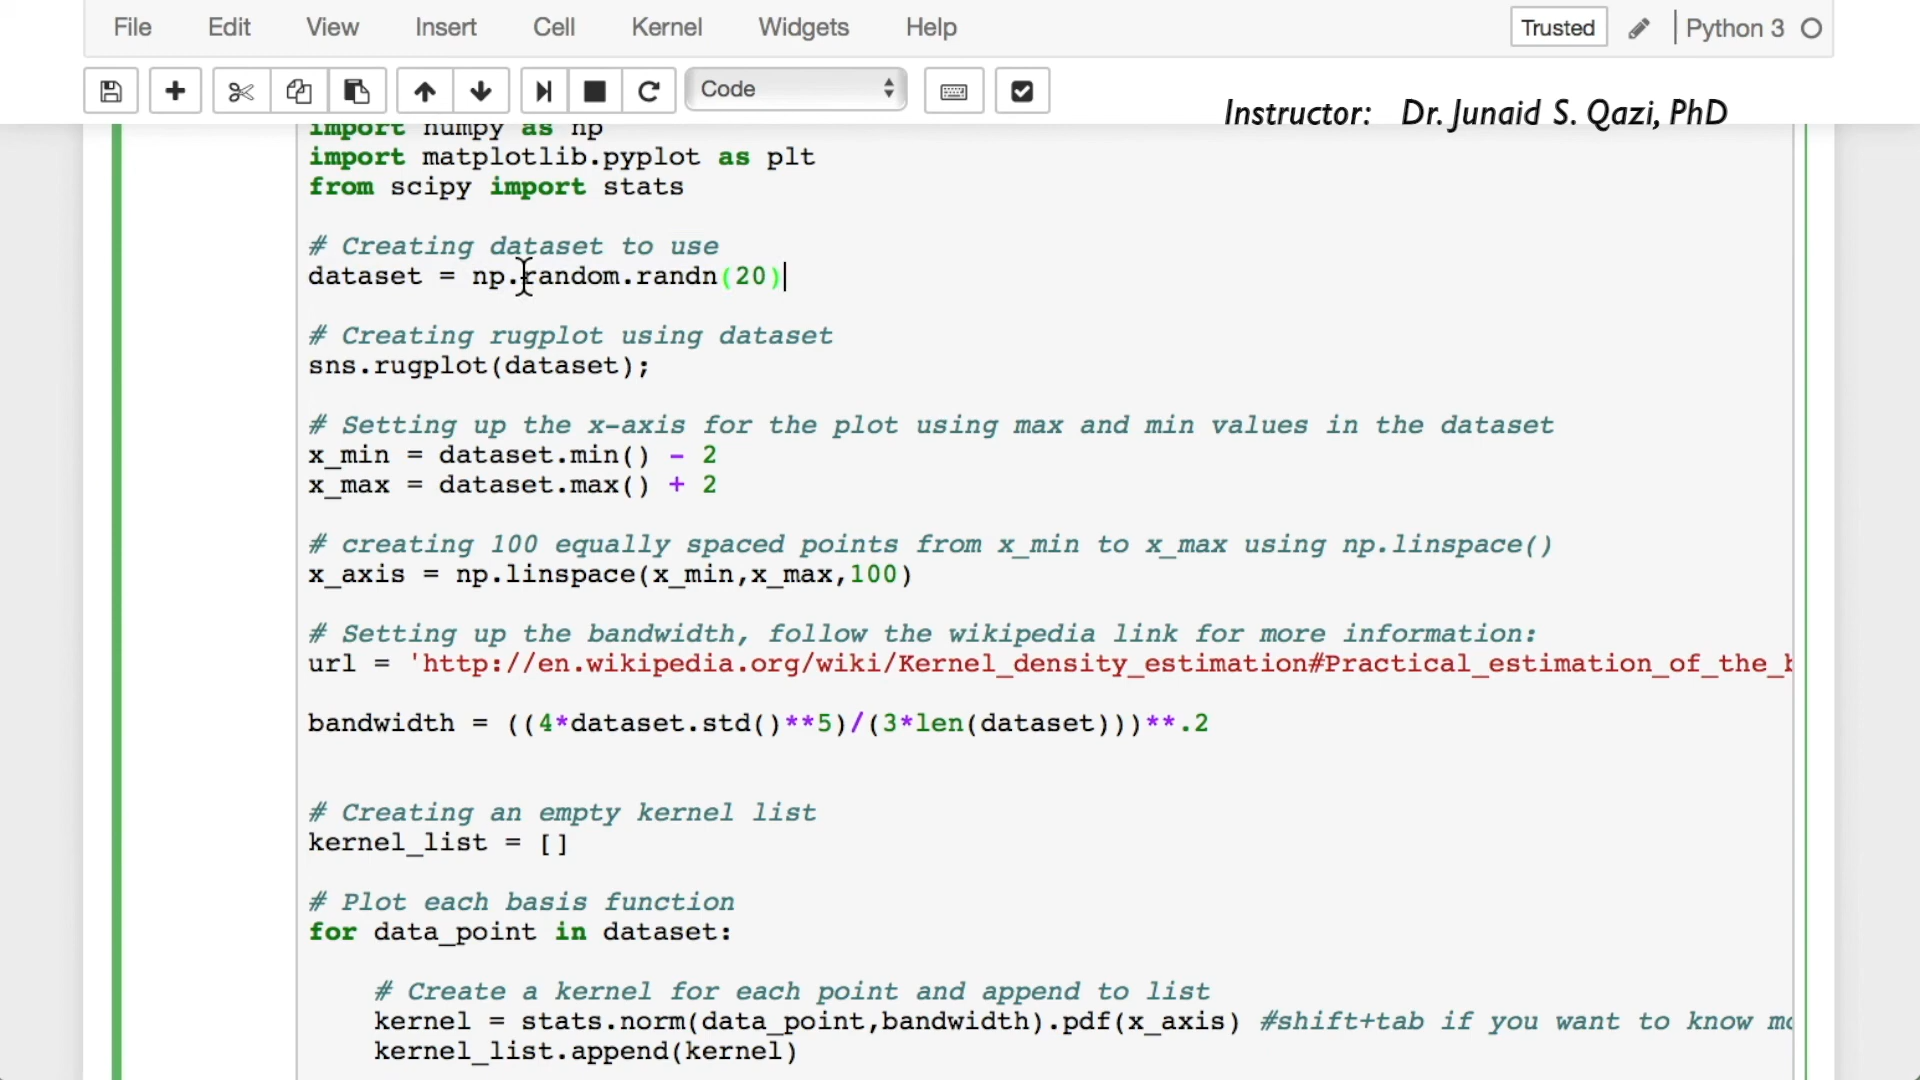 File Edit View Insert Cell Kernel Widgets Help Trusted Python 3
Code
Instructor: Dr. Junaid S. Qazi, PhD
import numpy as np
import matplotlib.pyplot as plt
from scipy import stats
# Creating dataset to use
dataset = np.random.randn(20)
# Creating rugplot using dataset
sns.rugplot(dataset);
# Setting up the x-axis for the plot using max and min values in the dataset
x_min = dataset.min() - 2
x_max = dataset.max() + 2
# creating 100 equally spaced points from x_min to x_max using np.linspace()
x_axis = np.linspace(x_min,x_max,100)
# Setting up the bandwidth, follow the wikipedia link for more information:
url = 'http://en.wikipedia.org/wiki/Kernel_density_estimation#Practical_estimation_of_the_
bandwidth = ((4*dataset.std()**5)/(3*len(dataset)))**.2
# Creating an empty kernel list
kernel_list = []
# Plot each basis function
for data_point in dataset:
# Create a kernel for each point and append to list
kernel = stats.norm(data_point,bandwidth).pdf(x_axis) #shift+tab if you want to know
kernel_list.append(kernel)